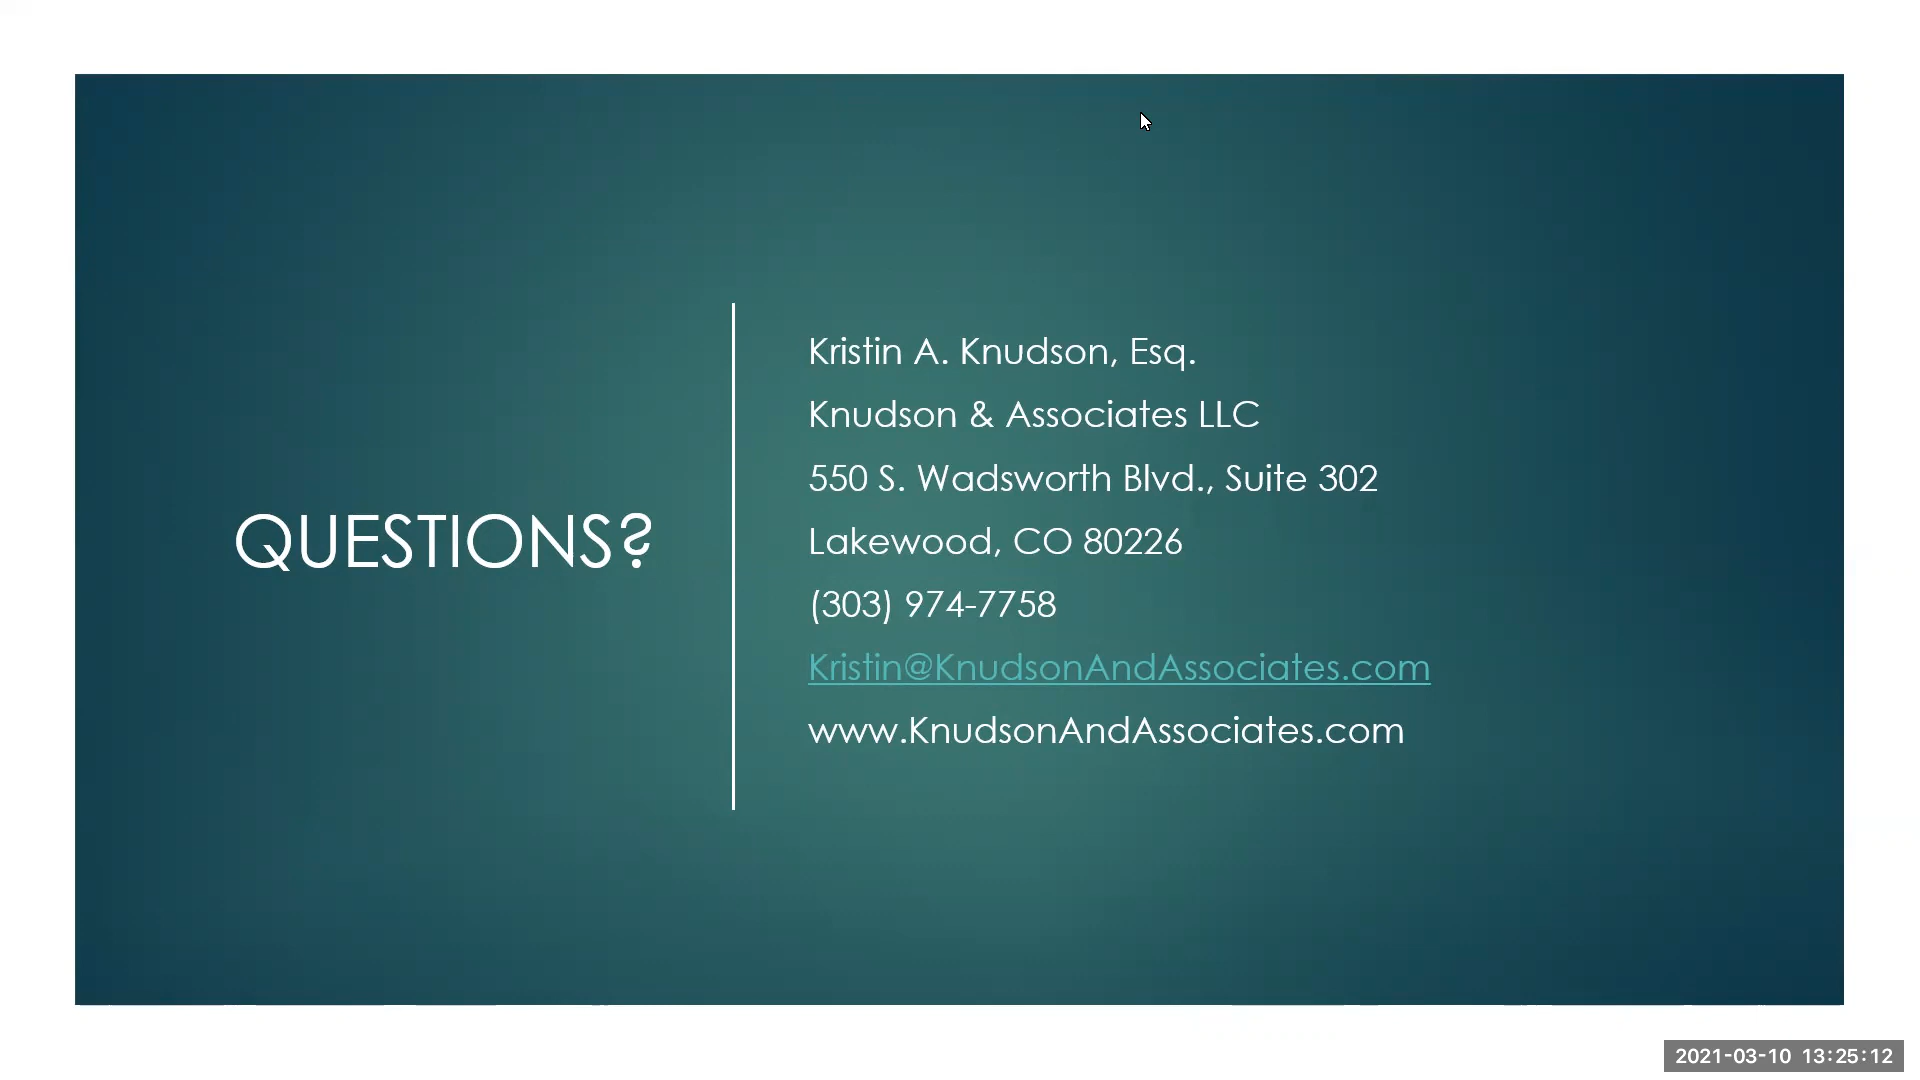 QUESTIONS?
Kristin A. Knudson, Esq.
Knudson & Associates LLC
550 S. Wadsworth Blvd., Suite 302
Lakewood, CO 80226
(303) 974-7758
Kristin@KnudsonAndAssociates.com
www.KnudsonAndAssociates.com
2021-03-10 13:25:12